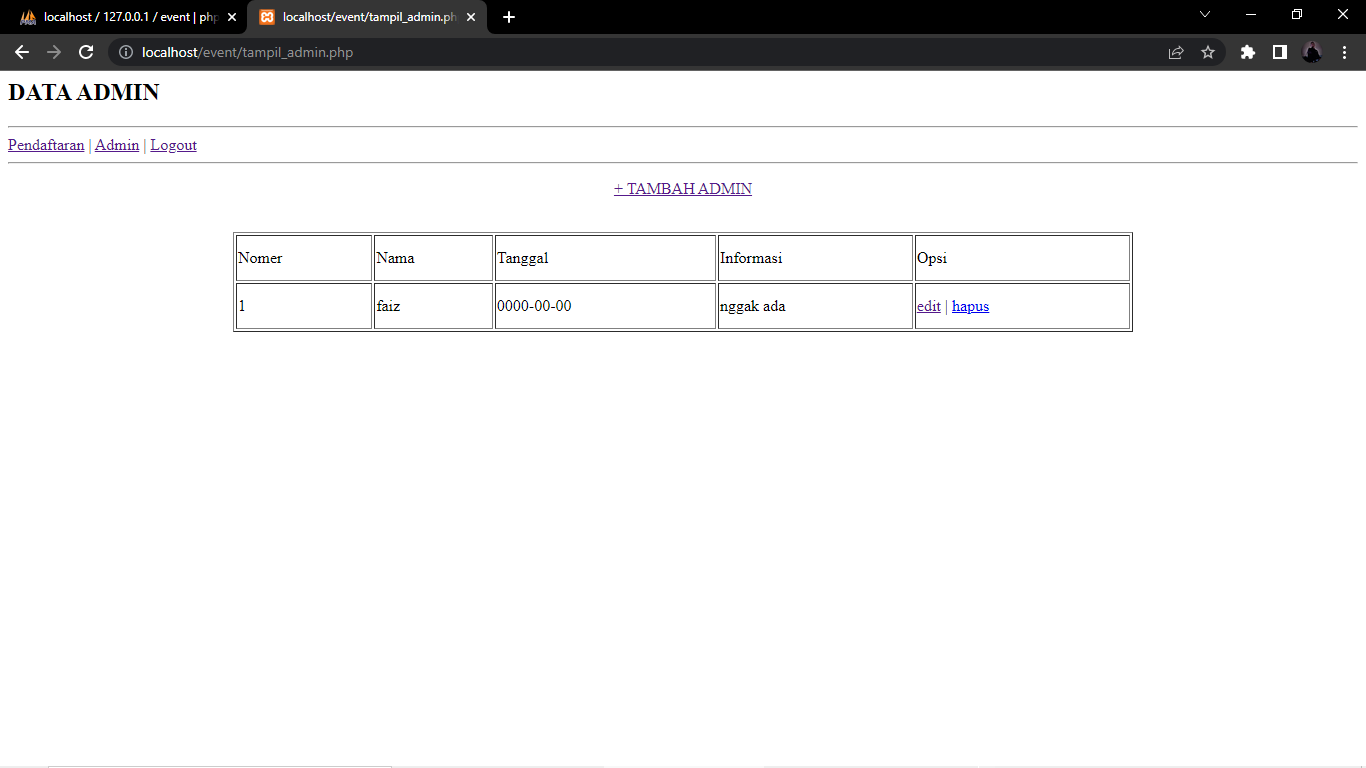 localhost / 127.0.0.1 / event | php
localhost/event/tampil_admin.ph
localhost/event/tampil_admin.php
DATA ADMIN
Pendaftaran | Admin | Logout
+ TAMBAH ADMIN
Nomer Nama Tanggal Informasi Opsi
1 faiz 0000-00-00 nggak ada edit | hapus